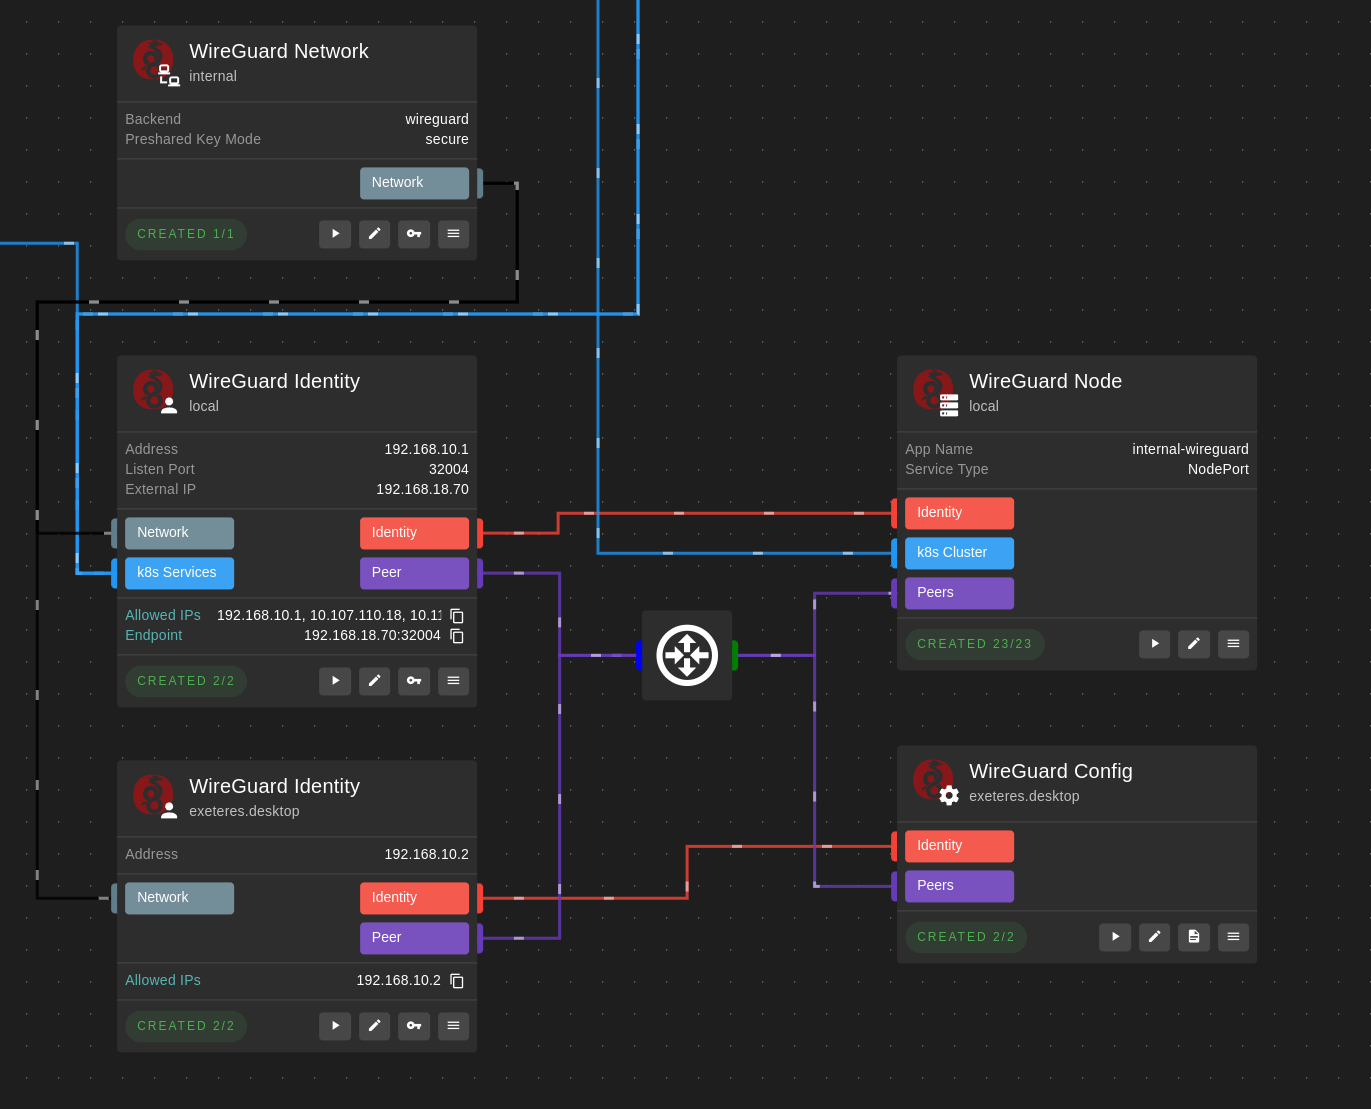 WireGuard Network
internal
Backend wireguard
Preshared Key Mode secure
Network
CREATED 1/1
WireGuard Identity
local
Address 192.168.10.1
Listen Port 32004
External IP 192.168.18.70
Network Identity
k8s Services Peer
Allowed IPs 192.168.10.1, 10.107.110.18, 10.11
Endpoint 192.168.18.70:32004
CREATED 2/2
WireGuard Identity
exeteres.desktop
Address 192.168.10.2
Network Identity
Peer
Allowed IPs 192.168.10.2
CREATED 2/2
WireGuard Node
local
App Name internal-wireguard
Service Type NodePort
Identity
k8s Cluster
Peers
CREATED 23/23
WireGuard Config
exeteres.desktop
Identity
Peers
CREATED 2/2